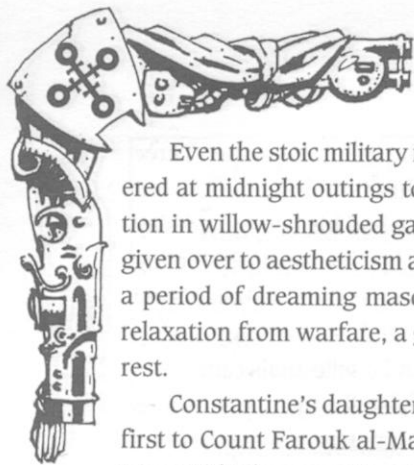 Even the stoic military
ered at midnight outings to
tion in willow-shrouded ga
given over to aestheticism a
a period of dreaming masc
relaxation from warfare, a
rest.
Constantine's daughter
first to Count Farouk al-Ma